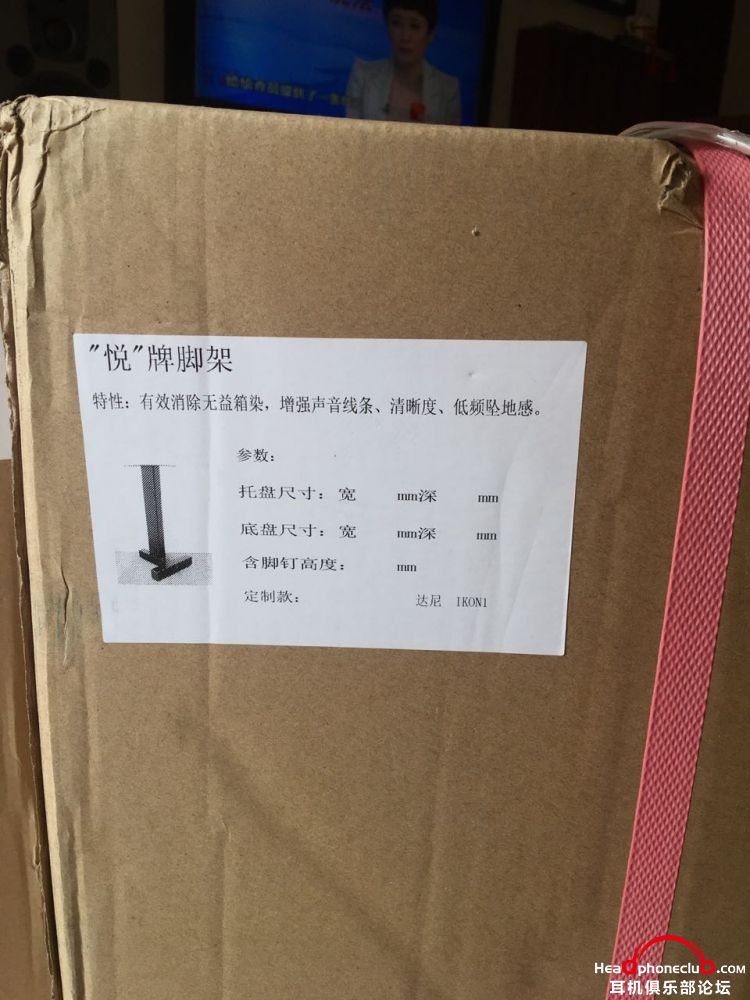 "悦"牌脚架
特性：有效消除无益箱染，增强声音线条、清晰度、低频坠地感。
参数：
托盘尺寸：宽 mm深 mm
底盘尺寸：宽 mm深 mm
含脚钉高度： mm
定制款： 达尼 IKON1
Headphoneclub.com
耳机俱乐部论坛